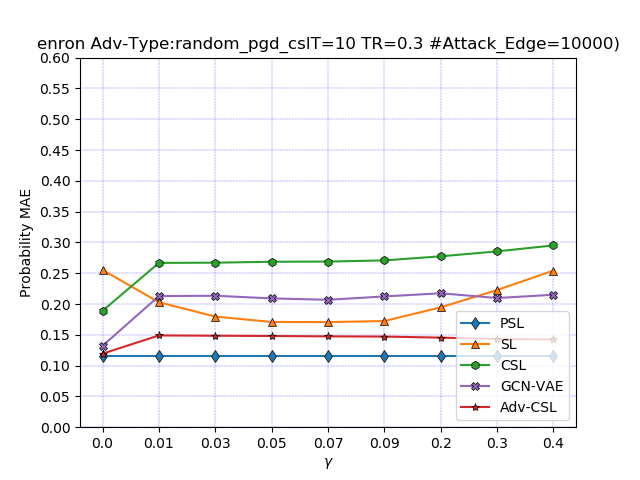 enron Adv-Type:random_pgd_cslT=10 TR=0.3 #Attack_Edge=10000)
0.60
0.55
0.50
0.45
0.40
0.35
0.30
0.25
0.20
0.15
0.10
0.05
0.00
Probability MAE
0.0 0.01 0.03 0.05 0.07 0.09 0.2 0.3 0.4
γ
PSL
SL
CSL
GCN-VAE
Adv-CSL